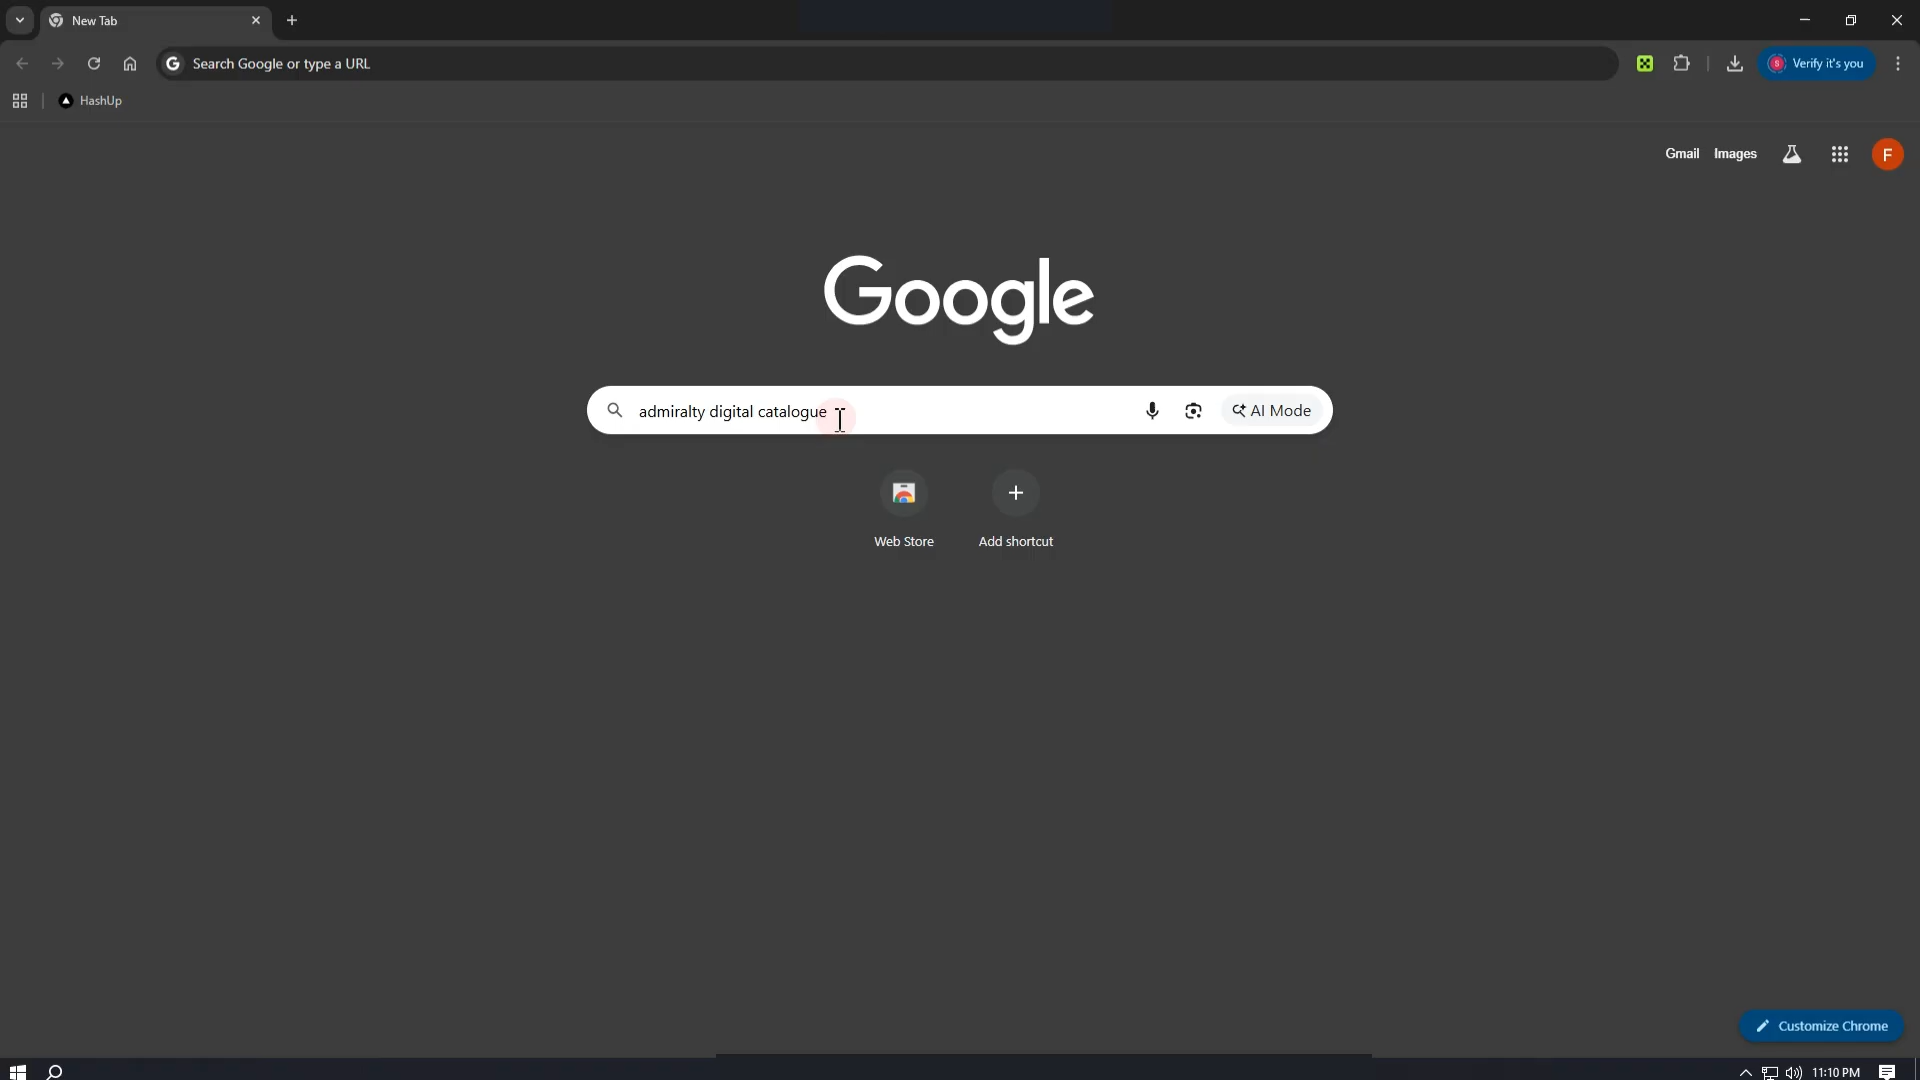 New Tab
Search Google or type a URL
Verify it's you
HashUp
Gmail Images
F
Google
admiralty digital catalogue
AI Mode
Web Store
Add shortcut
Customize Chrome
11:10 PM